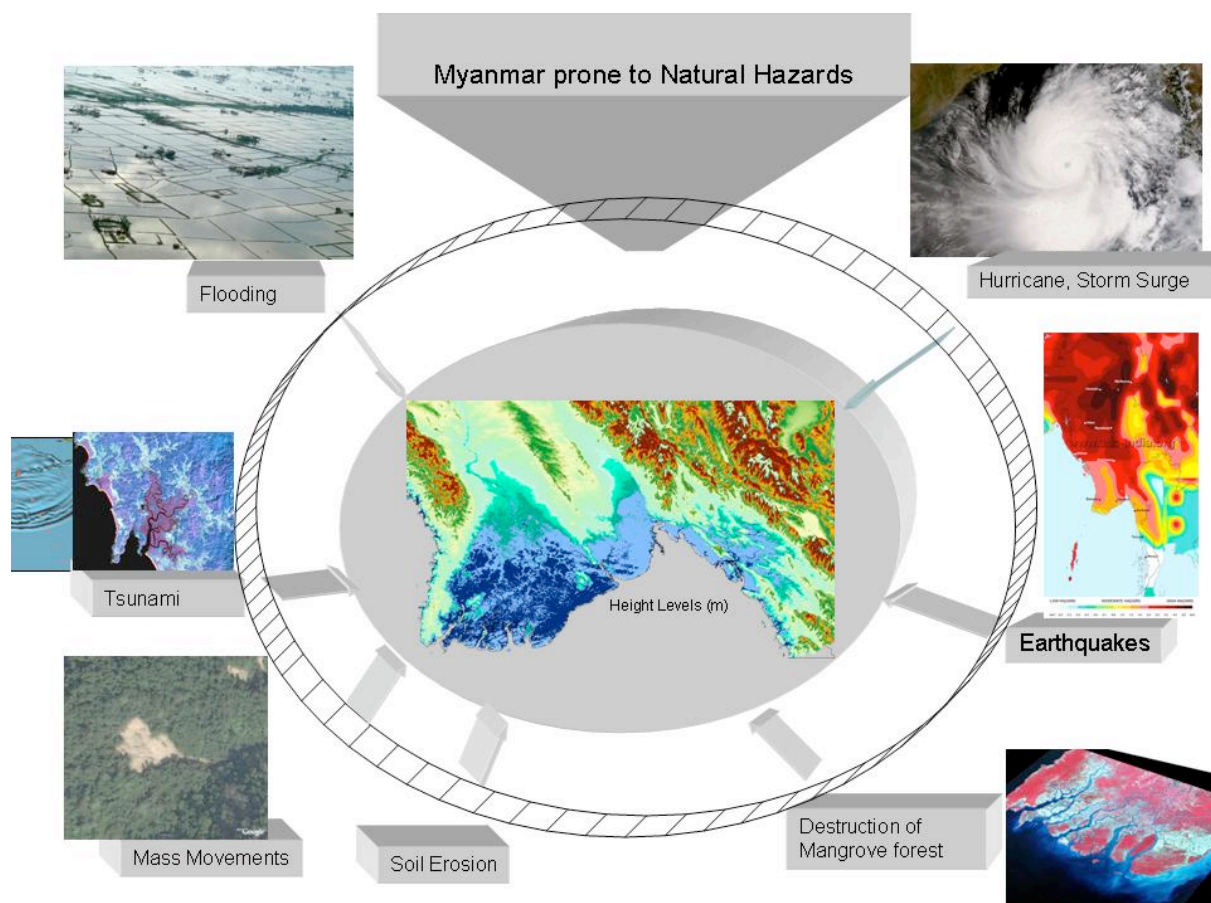 Myanmar prone to Natural Hazards
Flooding
Hurricane, Storm Surge
Height Levels (m)
Tsunami
Earthquakes
Mass Movements
Soil Erosion
Destruction of
Mangrove forest
Google